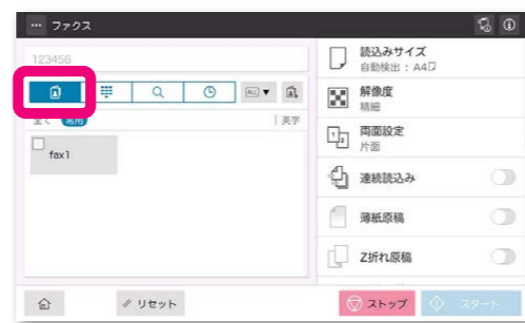 … ファクス
123456
ALL▼
全て 常用 | 英字
fax1
読込みサイズ
自動検出：A4
解像度
精細
1 2 両面設定
片面
連続読込み
薄紙原稿
Z折れ原稿
リセット
ストップ
スタート